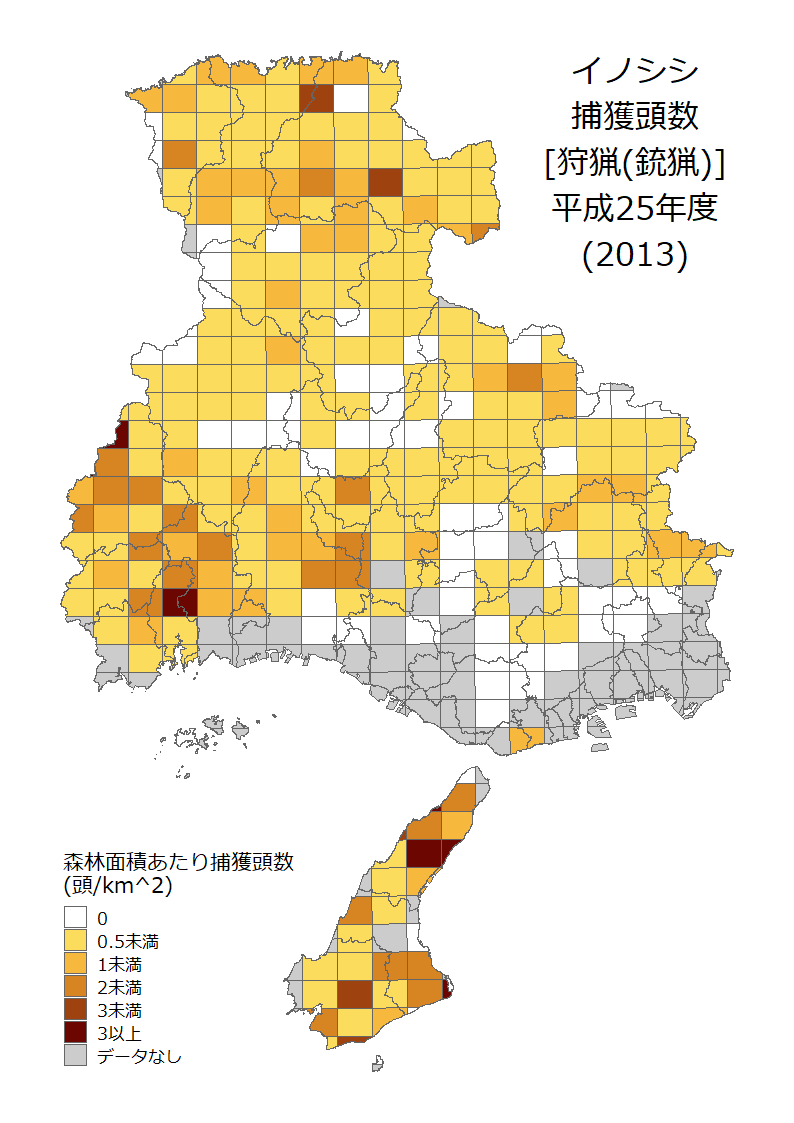 イノシシ
捕獲頭数
[狩猟(銃猟)]
平成25年度
(2013)
森林面積あたり捕獲頭数
(頭/km^2)
0
0.5未満
1未満
2未満
3未満
3以上
データなし